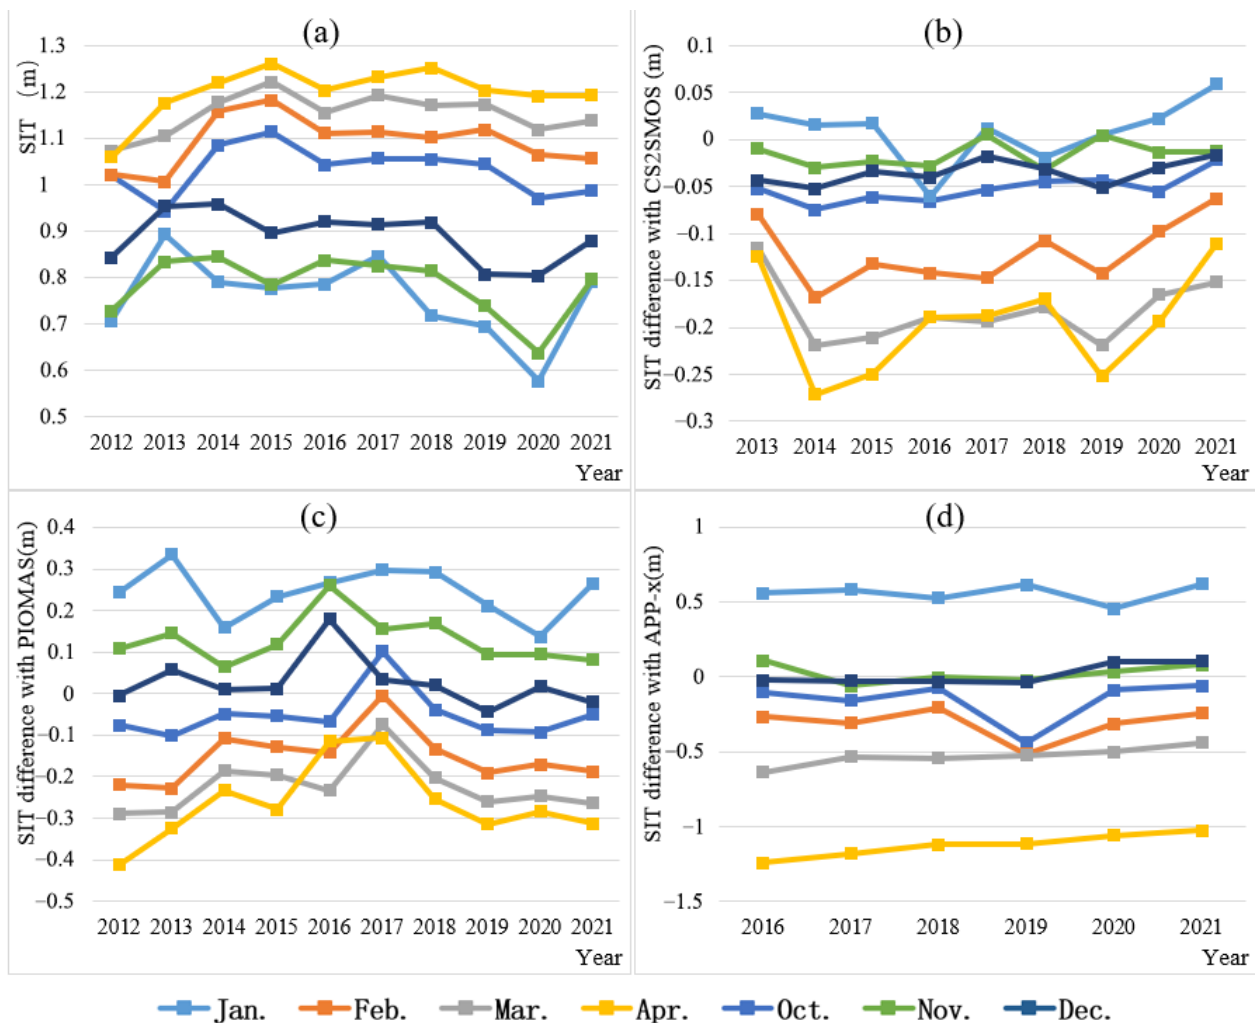 (a)
SIT (m)
1.3
1.2
1.1
1
0.9
0.8
0.7
0.6
0.5
2012 2013 2014 2015 2016 2017 2018 2019 2020 2021
Year
(b)
SIT difference with CS2SMOS (m)
0.1
0.05
0
−0.05
−0.1
−0.15
−0.2
−0.25
−0.3
2013 2014 2015 2016 2017 2018 2019 2020 2021
Year
(c)
SIT difference with PIOMAS(m)
0.4
0.3
0.2
0.1
0
−0.1
−0.2
−0.3
−0.4
−0.5
2012 2013 2014 2015 2016 2017 2018 2019 2020 2021
Year
(d)
SIT difference with APP-x(m)
1
0.5
0
−0.5
−1
−1.5
2016 2017 2018 2019 2020 2021
Year
Jan. Feb. Mar. Apr. Oct. Nov. Dec.